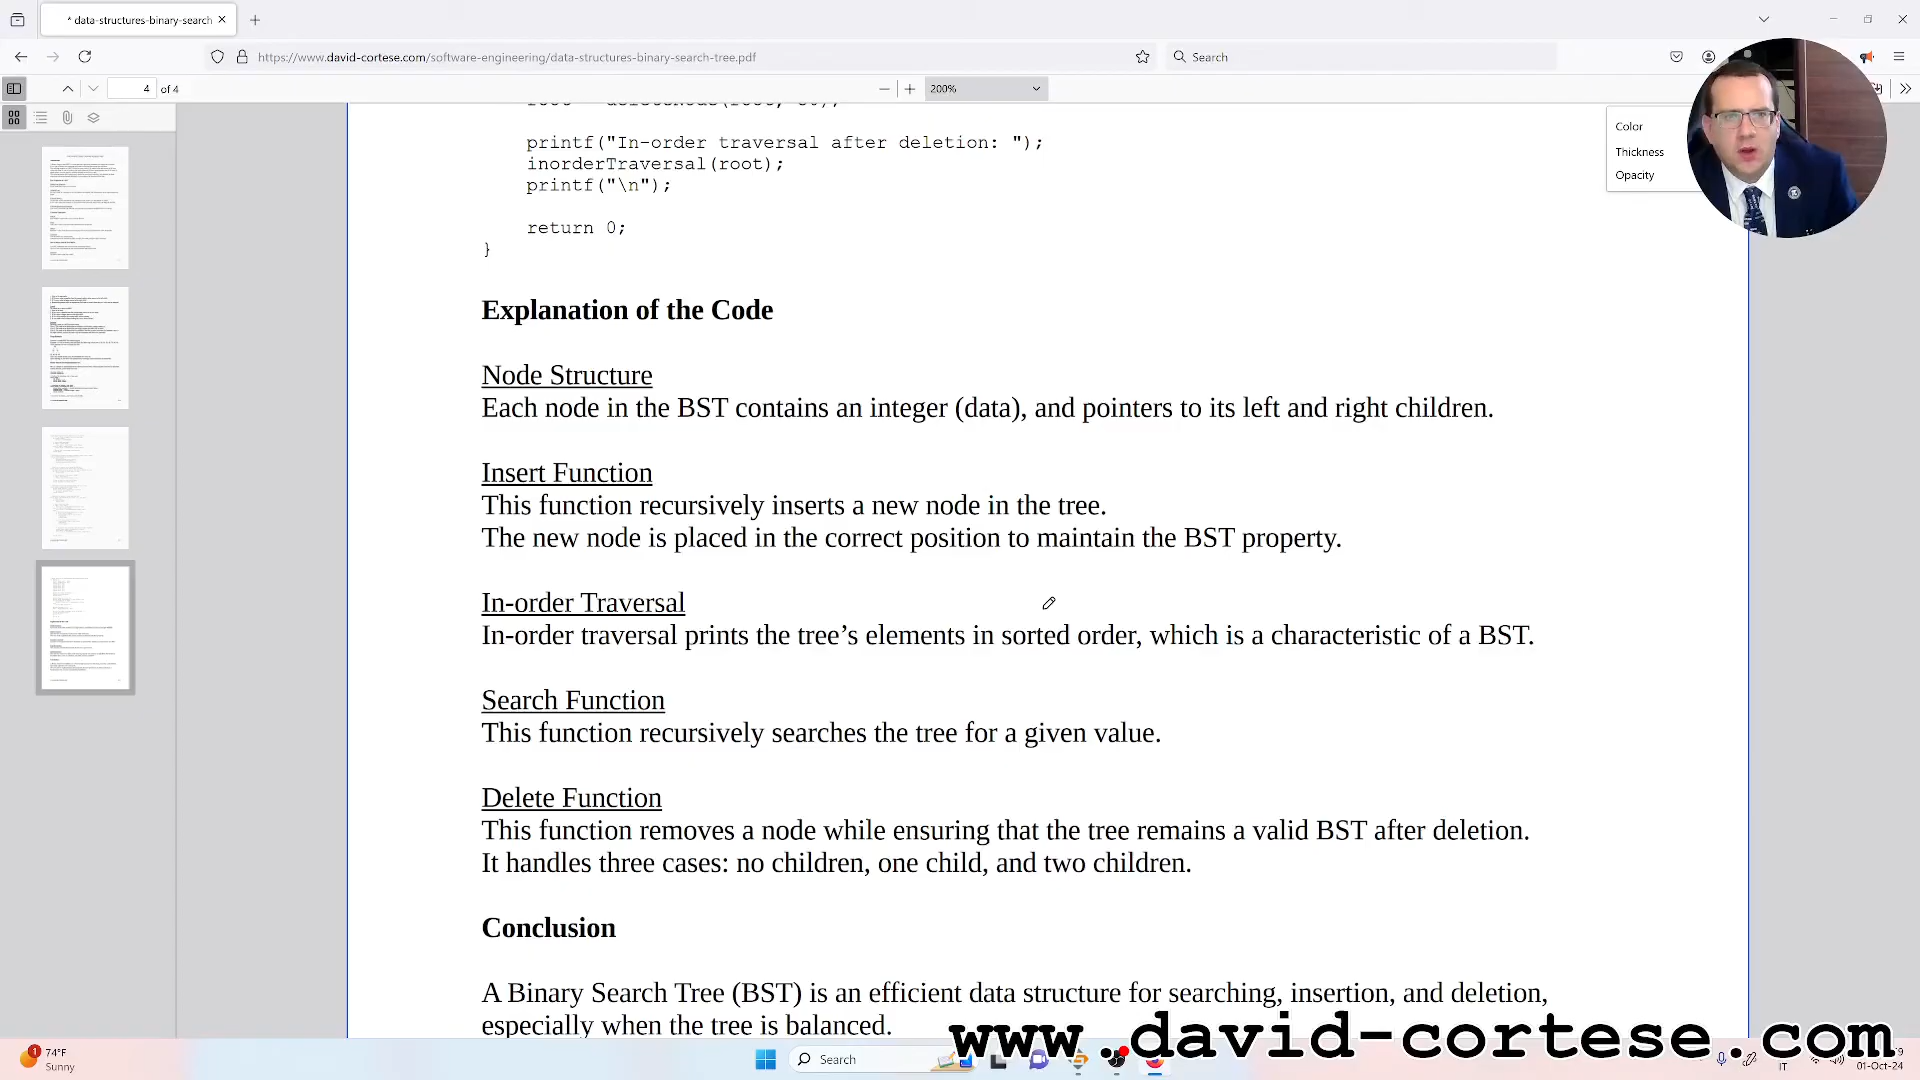 * data-structures-binary-search
https://www.david-cortese.com/software-engineering/data-structures-binary-search-tree.pdf
Search
4 of 4
200%
Color
Thickness
Opacity
printf("In-order traversal after deletion: ");
inorderTraversal(root);
printf("\n");
return 0;
}
Explanation of the Code
Node Structure
Each node in the BST contains an integer (data), and pointers to its left and right children.
Insert Function
This function recursively inserts a new node in the tree.
The new node is placed in the correct position to maintain the BST property.
In-order Traversal
In-order traversal prints the tree’s elements in sorted order, which is a characteristic of a BST.
Search Function
This function recursively searches the tree for a given value.
Delete Function
This function removes a node while ensuring that the tree remains a valid BST after deletion.
It handles three cases: no children, one child, and two children.
Conclusion
A Binary Search Tree (BST) is an efficient data structure for searching, insertion, and deletion,
especially when the tree is balanced.
www.david-cortese.com
1
74°F
Sunny
Search
IT
01-Oct-24